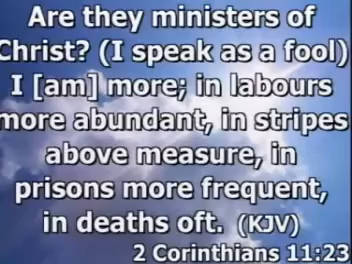 Are they ministers of
Christ? (I speak as a fool)
I [am] more; in labours
more abundant, in stripes
above measure, in
prisons more frequent,
in deaths oft. (KJV)
2 Corinthians 11:23